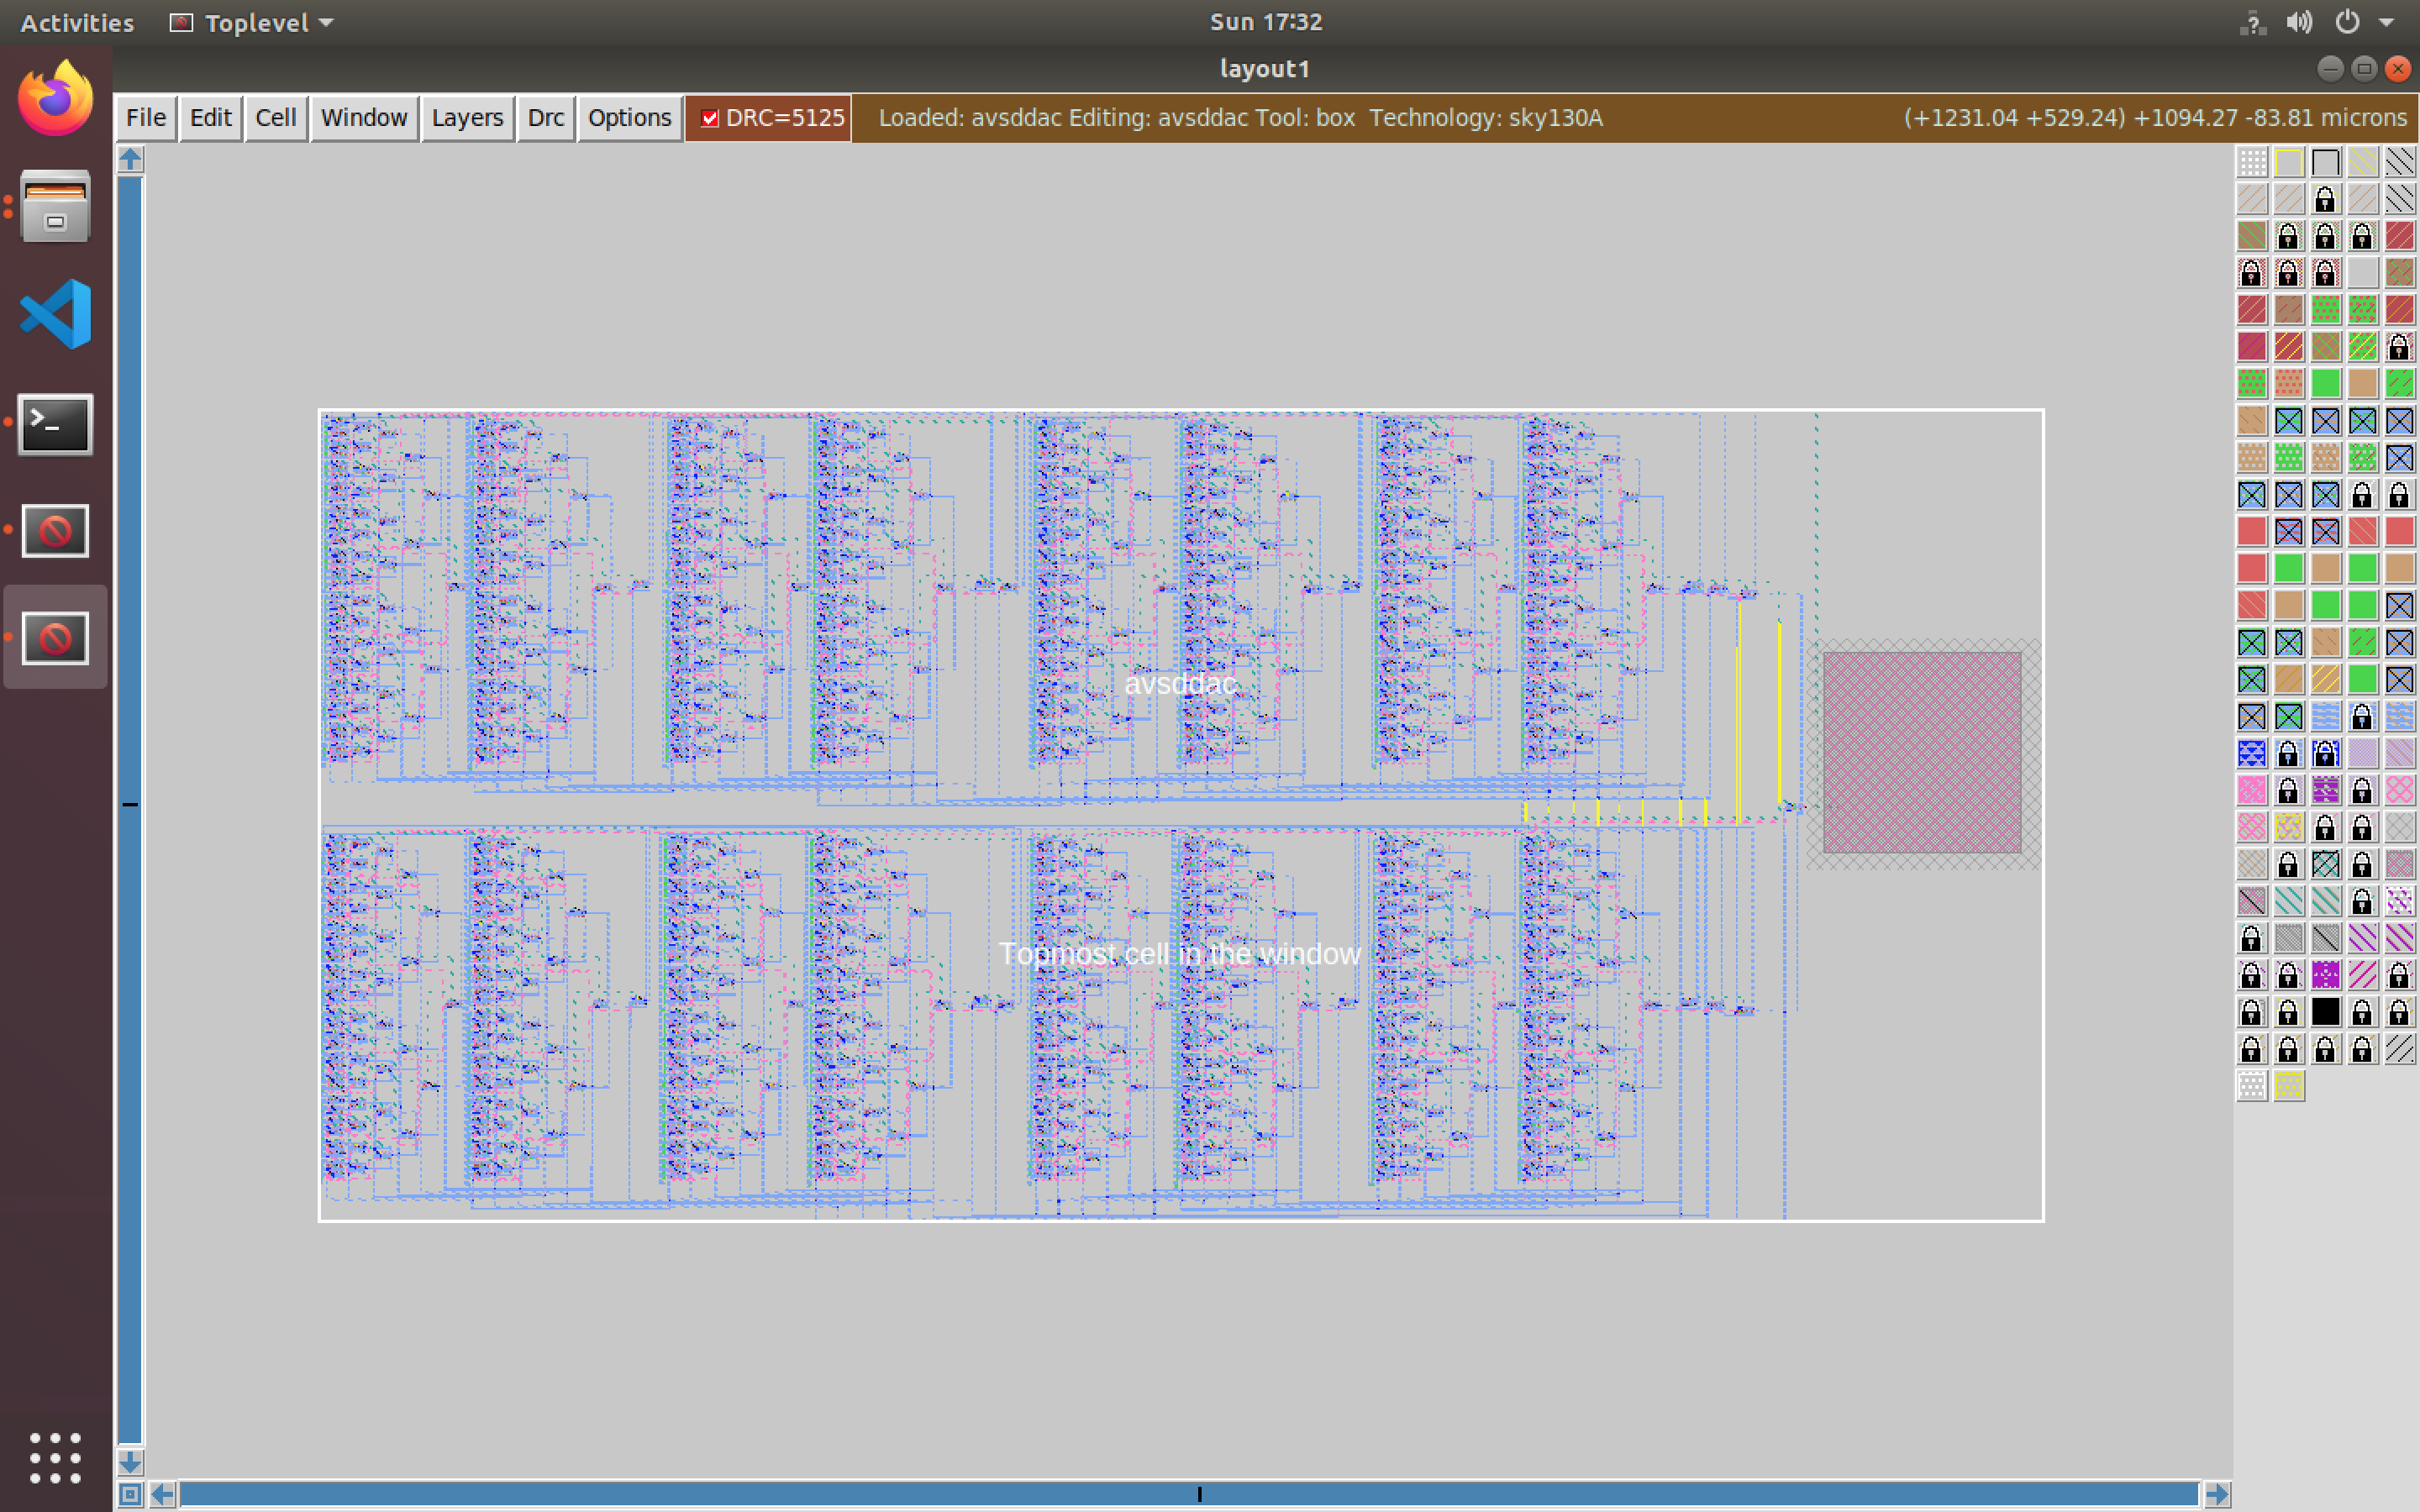 Activities Toplevel Sun 17:32
layout1
File Edit Cell Window Layers Drc Options DRC=5125 Loaded: avsddac Editing: avsddac Tool: box Technology: sky130A (+1231.04 +529.24) +1094.27 -83.81 microns
avsddac
Topmost cell in the window